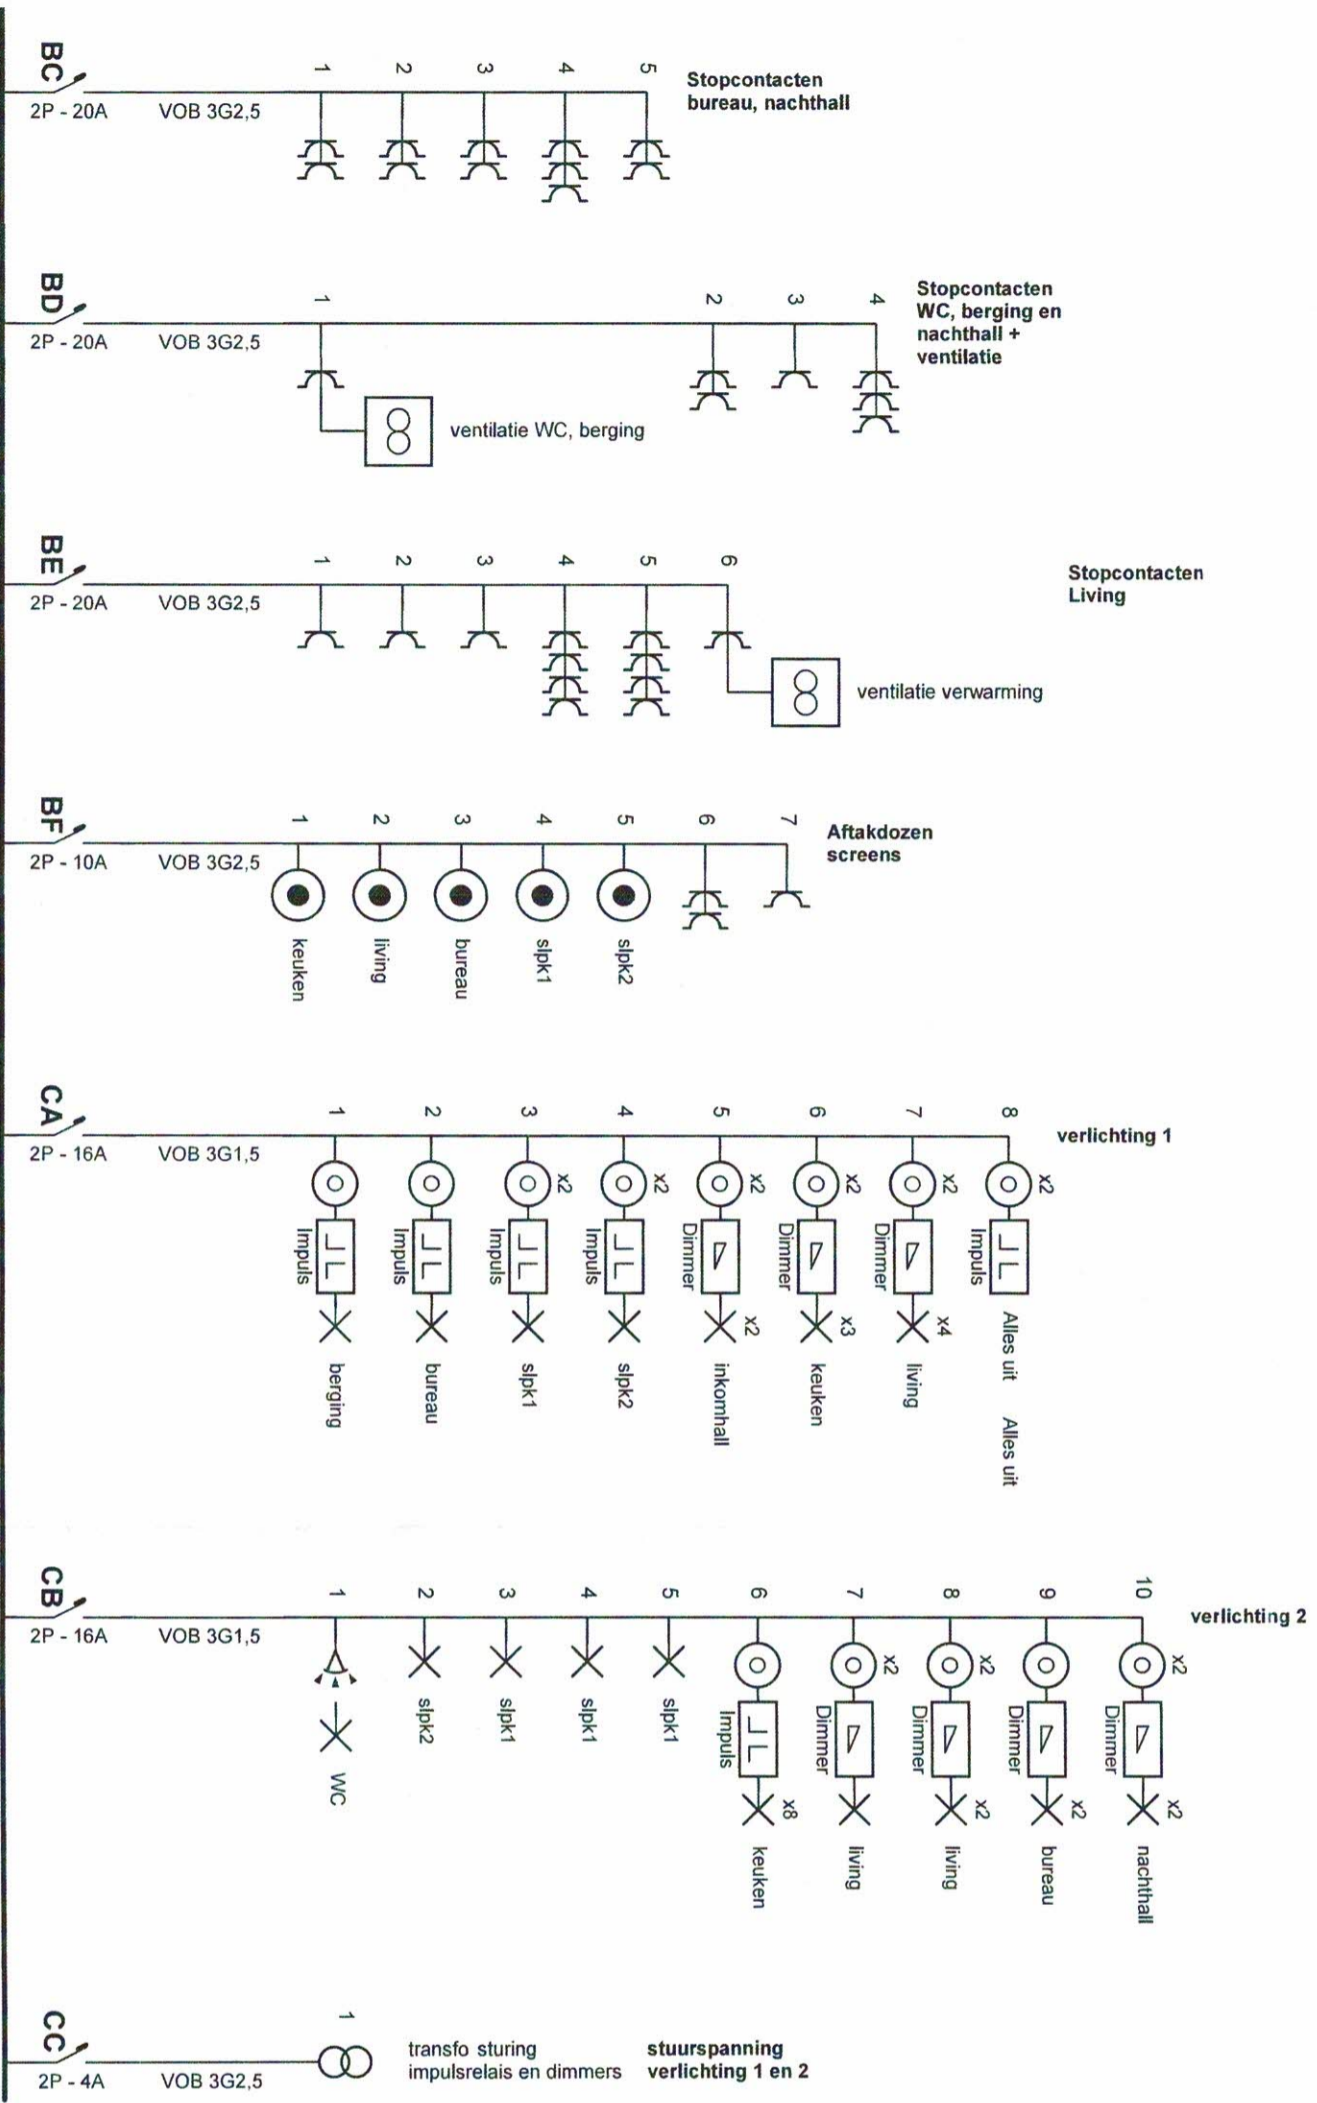 BC
2P - 20A
VOB 3G2,5
1
2
3
4
5
Stopcontacten
bureau, nachthall
BD
2P - 20A
VOB 3G2,5
1
2
3
4
Stopcontacten
WC, berging en
nachthall +
ventilatie
ventilatie WC, berging
BE
2P - 20A
VOB 3G2,5
1
2
3
4
5
6
Stopcontacten
Living
ventilatie verwarming
BF
2P - 10A
VOB 3G2,5
1
2
3
4
5
6
7
Aftakdozen
screens
keuken
living
bureau
slpk1
slpk2
CA
2P - 16A
VOB 3G1,5
1
2
3
4
5
6
7
8
verlichting 1
x2
x2
x2
x2
x2
x2
Impuls
Impuls
Impuls
Impuls
Dimmer
Dimmer
Dimmer
Impuls
x2
x3
x4
berging
bureau
slpk1
slpk2
inkomhall
keuken
living
Alles uit
Alles uit
CB
2P - 16A
VOB 3G1,5
1
2
3
4
5
6
7
8
9
10
verlichting 2
x2
x2
x2
WC
slpk2
slpk1
slpk1
slpk1
Impuls
Dimmer
Dimmer
Dimmer
Dimmer
x8
x2
x2
x2
keuken
living
living
bureau
nachthall
CC
2P - 4A
VOB 3G2,5
1
transfo sturing
impulsrelais en dimmers
stuurspanning
verlichting 1 en 2